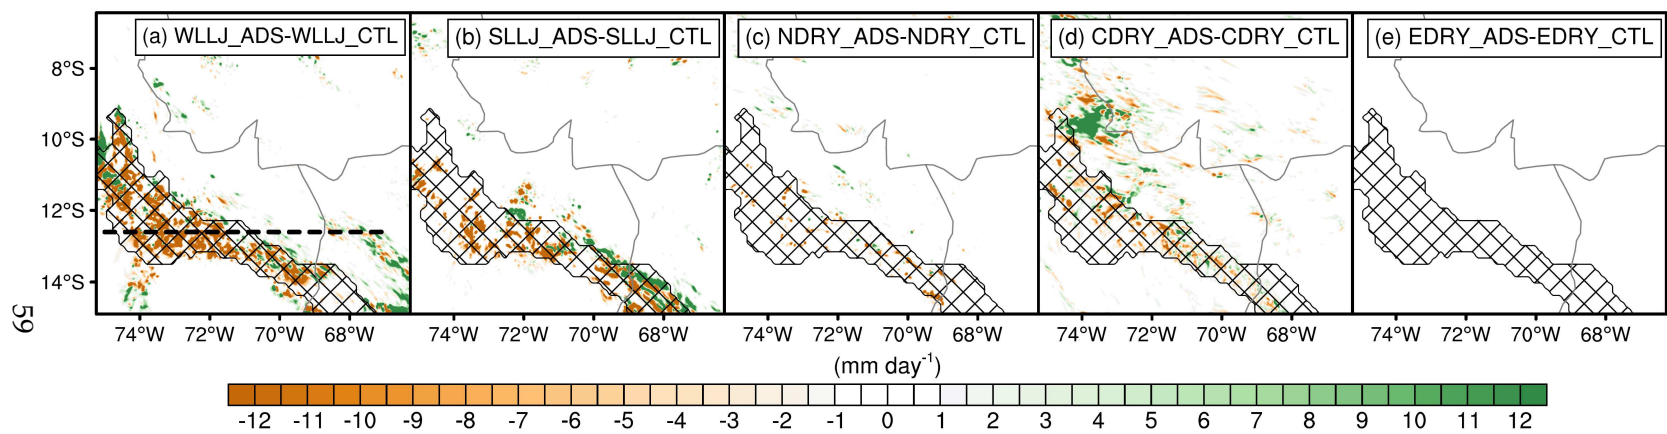 (a) WLLJ_ADS-WLLJ_CTL (b) SLLJ_ADS-SLLJ_CTL (c) NDRY_ADS-NDRY_CTL (d) CDRY_ADS-CDRY_CTL (e) EDRY_ADS-EDRY_CTL
8°S
10°S
12°S
14°S
59
74°W 72°W 70°W 68°W 74°W 72°W 70°W 68°W 74°W 72°W 70°W 68°W 74°W 72°W 70°W 68°W 74°W 72°W 70°W 68°W
(mm day⁻¹)
-12 -11 -10 -9 -8 -7 -6 -5 -4 -3 -2 -1 0 1 2 3 4 5 6 7 8 9 10 11 12